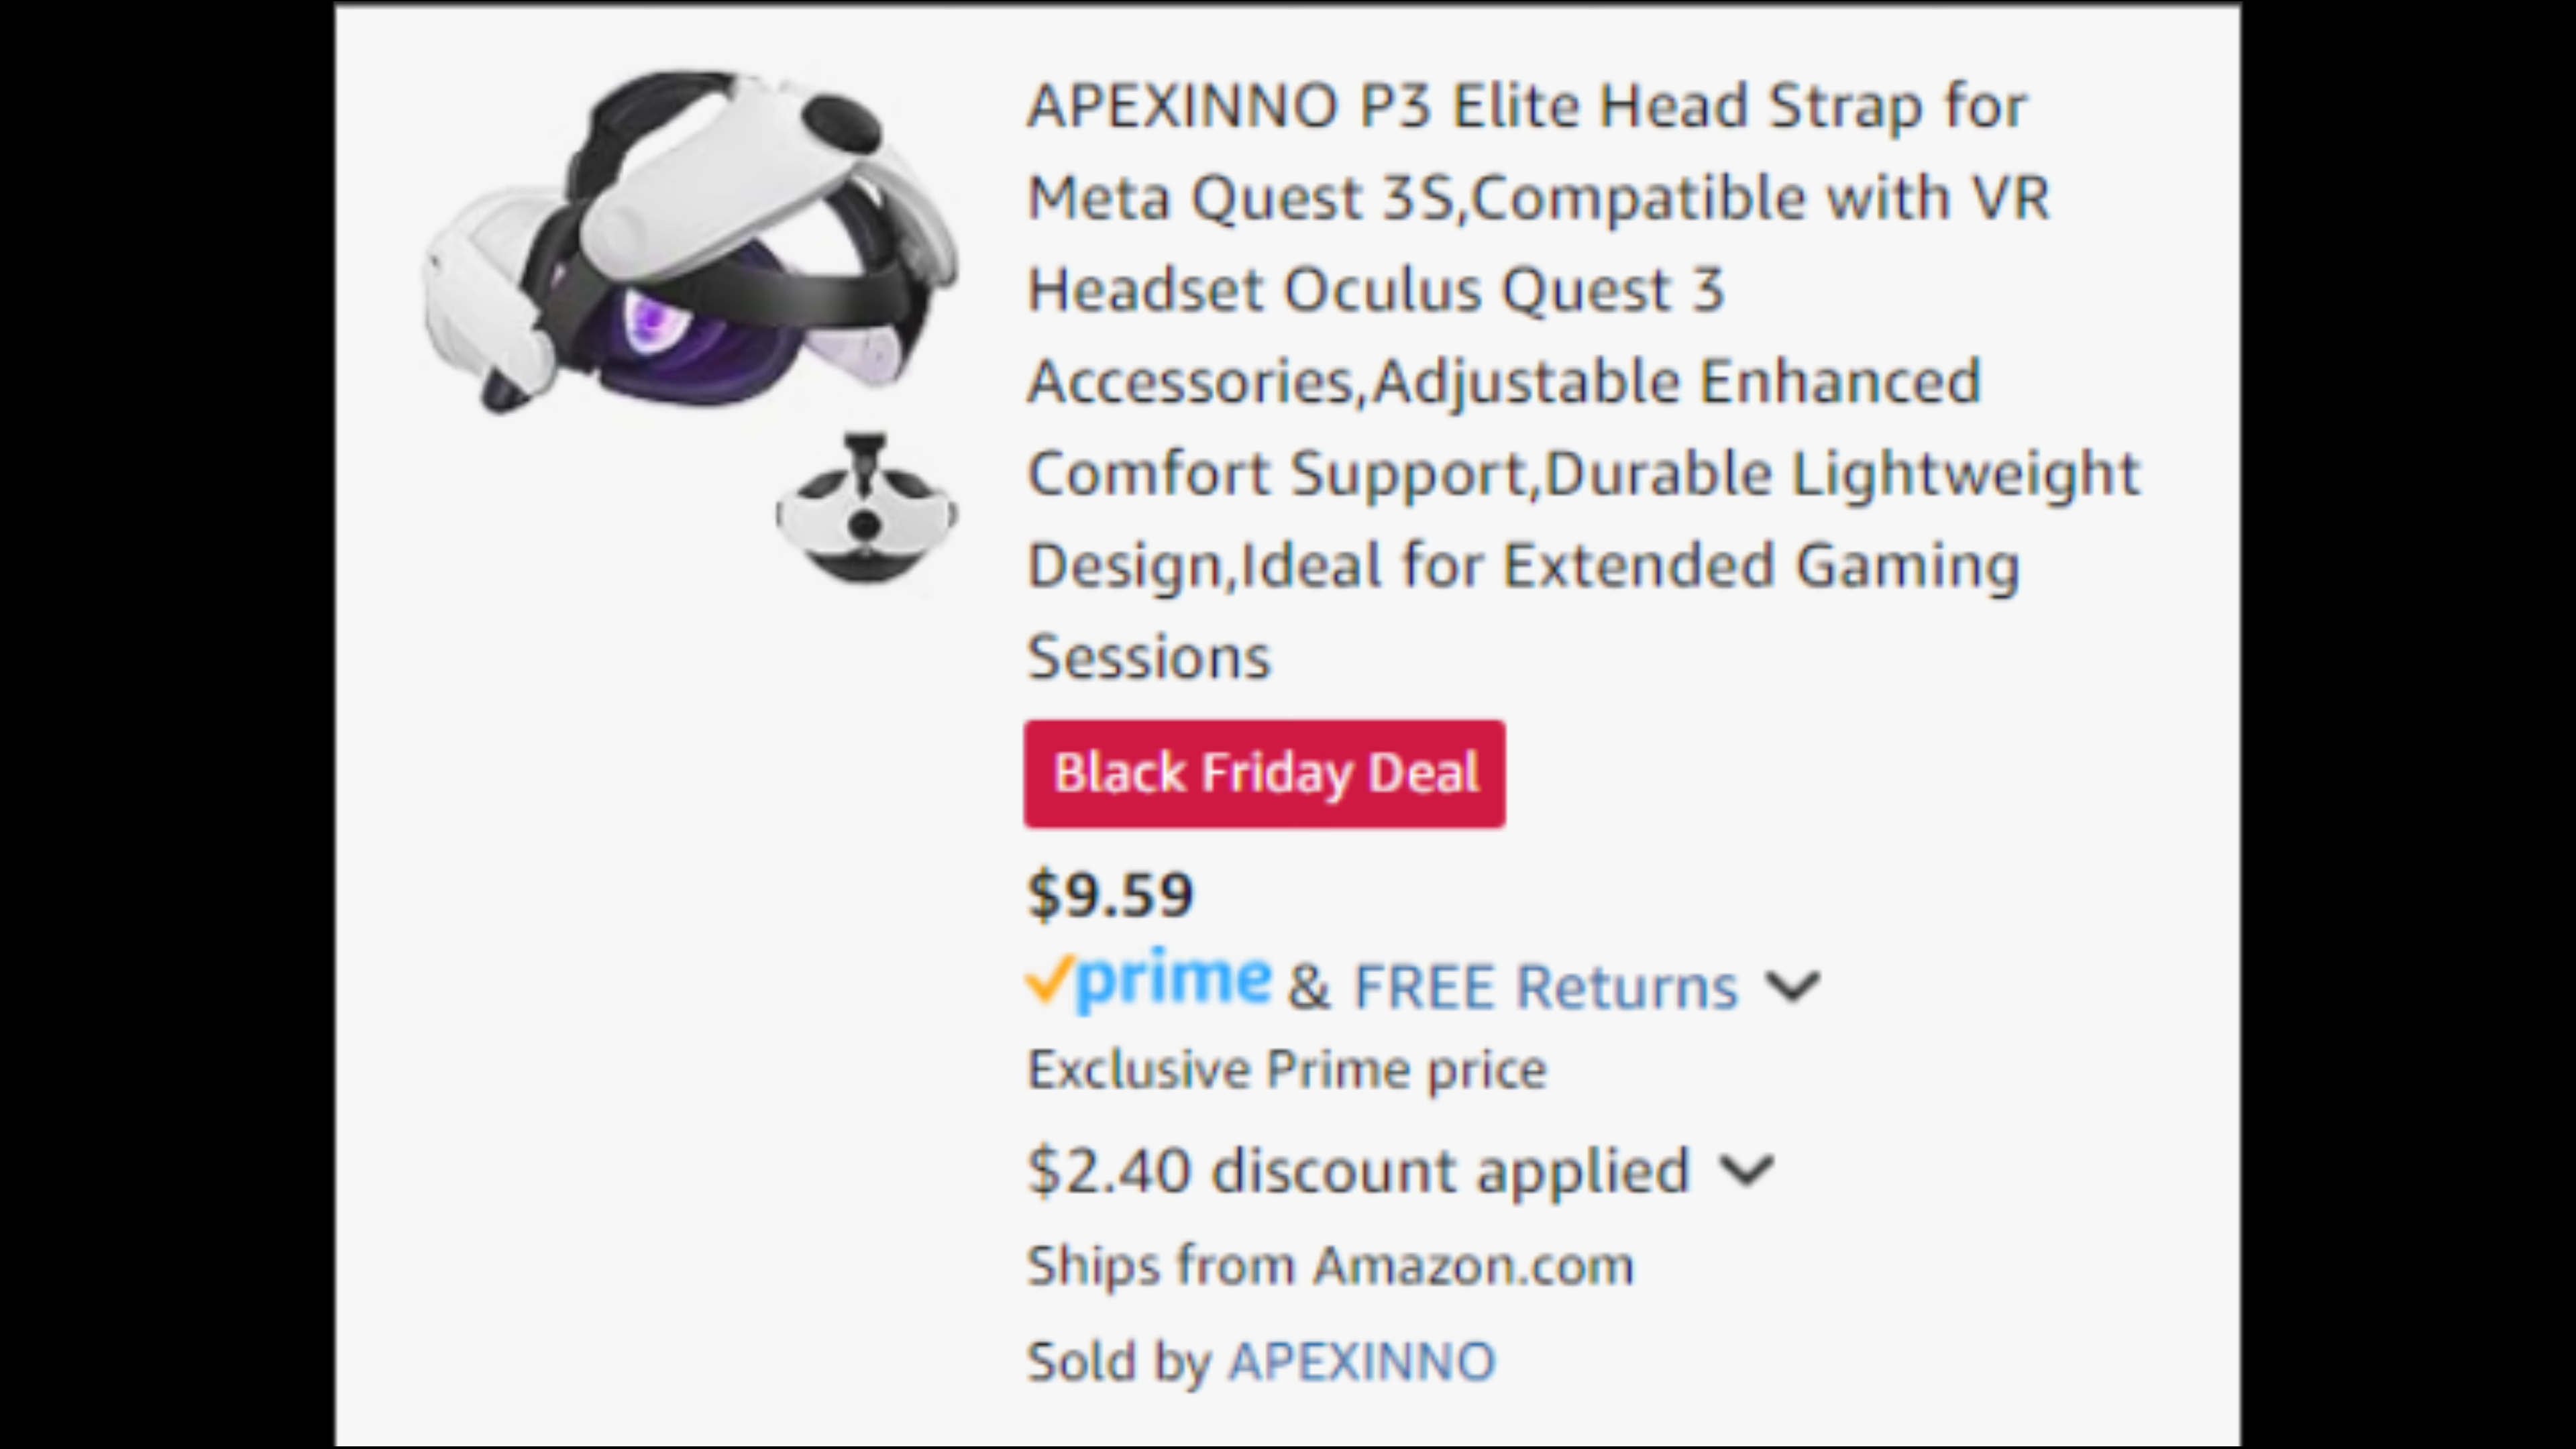 APEXINNO P3 Elite Head Strap for
Meta Quest 3S,Compatible with VR
Headset Oculus Quest 3
Accessories,Adjustable Enhanced
Comfort Support,Durable Lightweight
Design,Ideal for Extended Gaming
Sessions
Black Friday Deal
$9.59
prime & FREE Returns
Exclusive Prime price
$2.40 discount applied
Ships from Amazon.com
Sold by APEXINNO